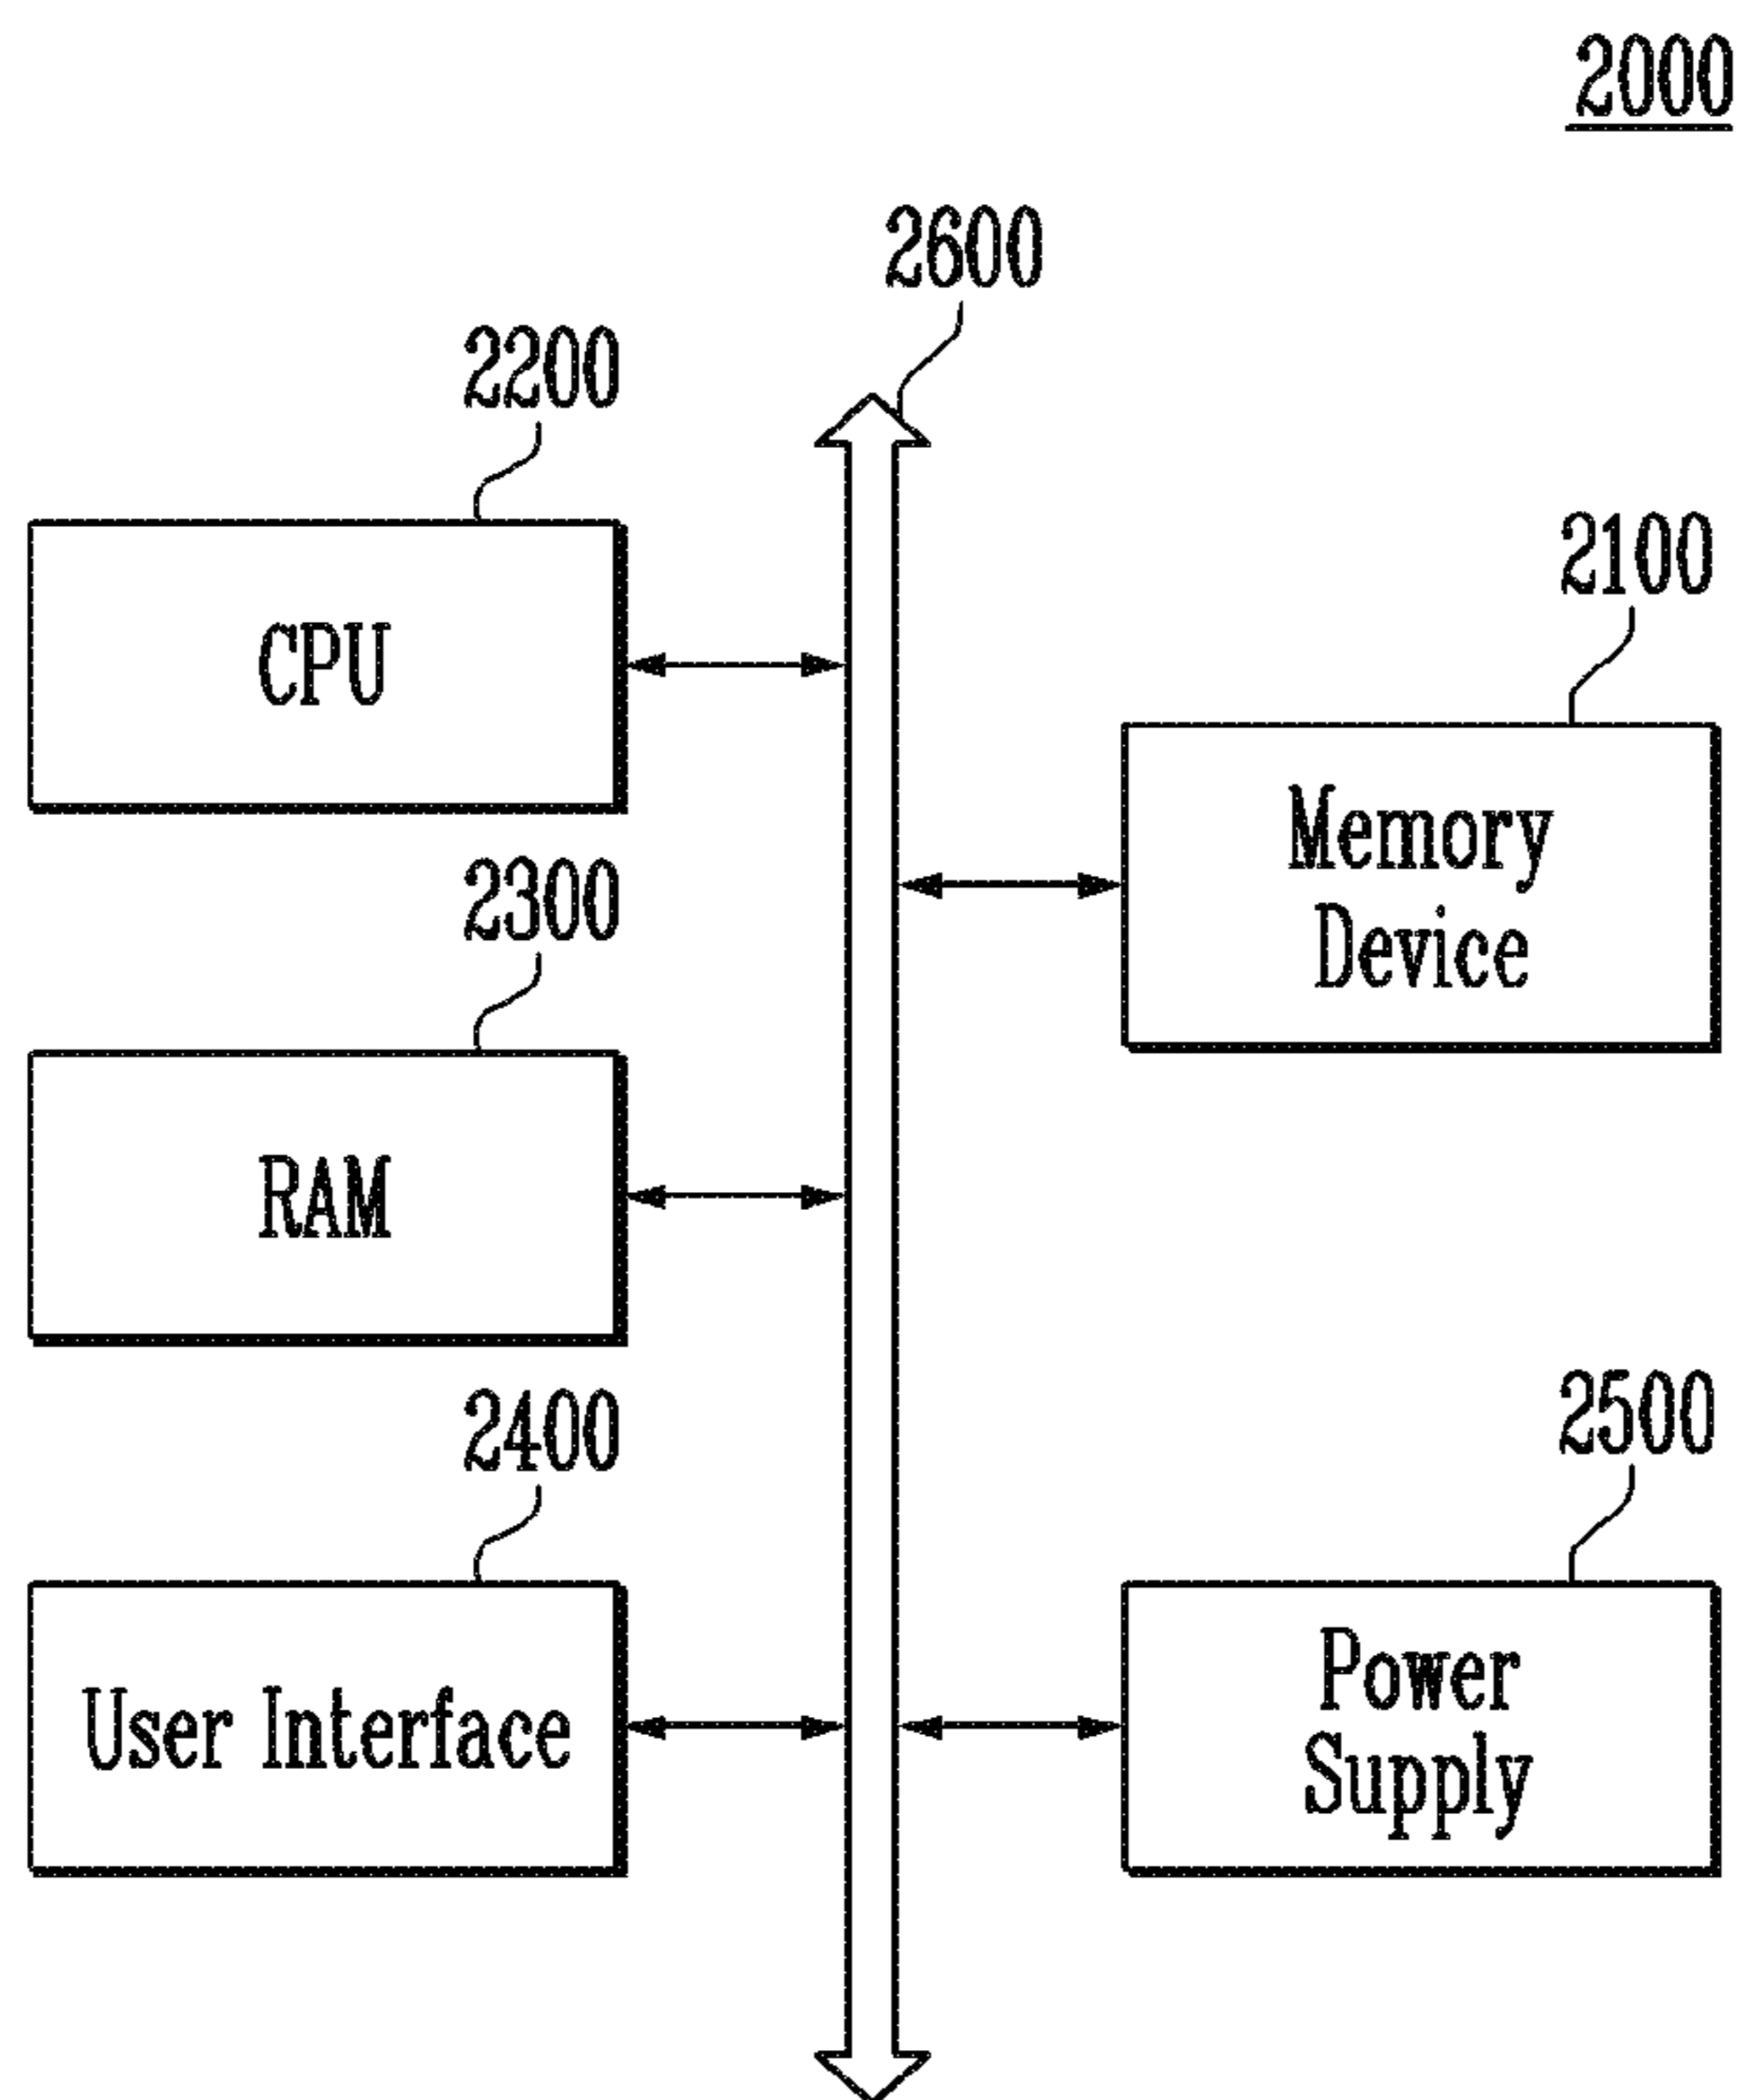 2000
2600
2200
CPU
2100
Memory
Device
2300
RAM
2400
User Interface
2500
Power
Supply